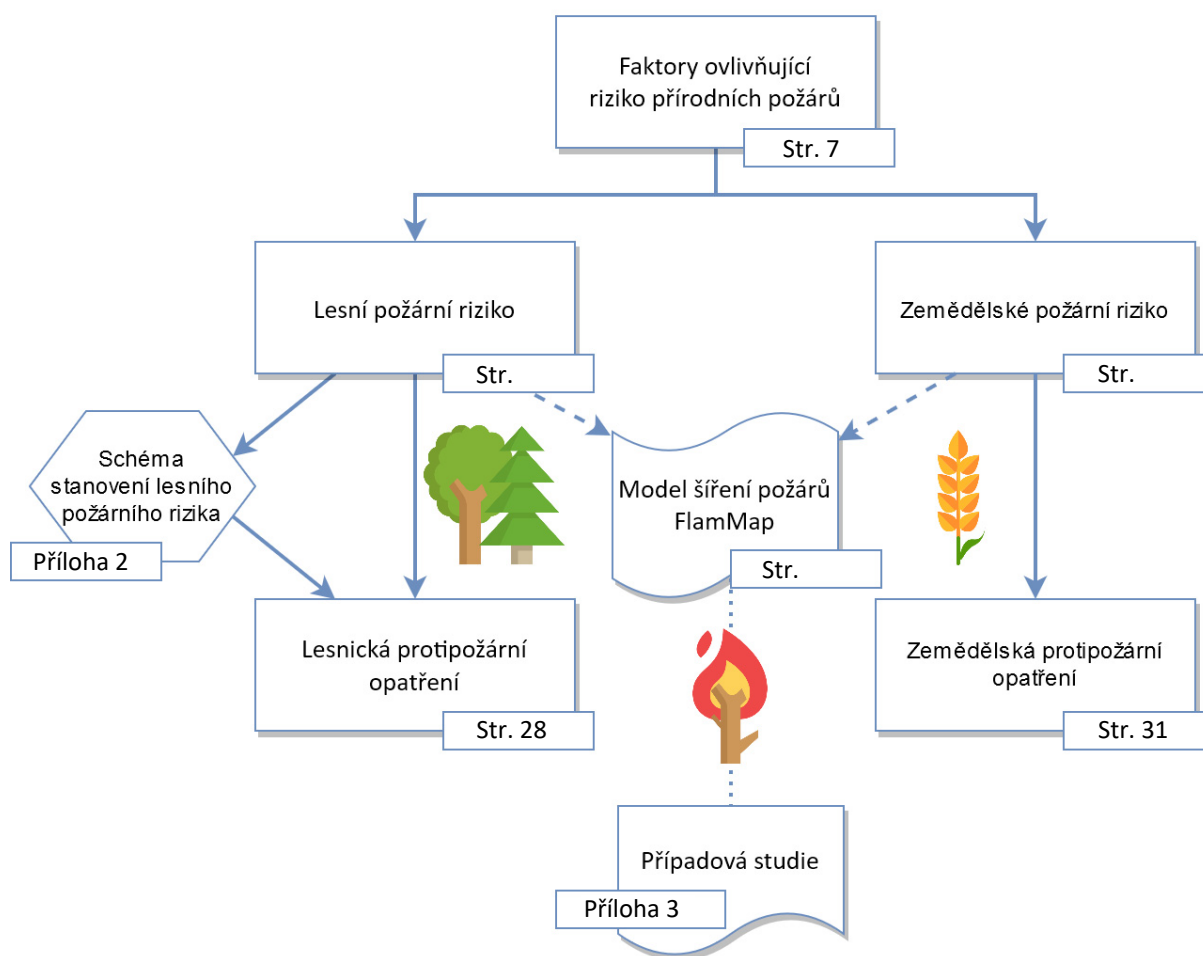 Faktory ovlivňující
riziko přírodních požárů
Str. 7
Lesní požární riziko
Str.
Zemědělské požární riziko
Str.
Schéma
stanovení lesního
požárního rizika
Příloha 2
Model šíření požárů
FlamMap
Str.
Lesnická protipožární
opatření
Str. 28
Zemědělská protipožární
opatření
Str. 31
Případová studie
Příloha 3